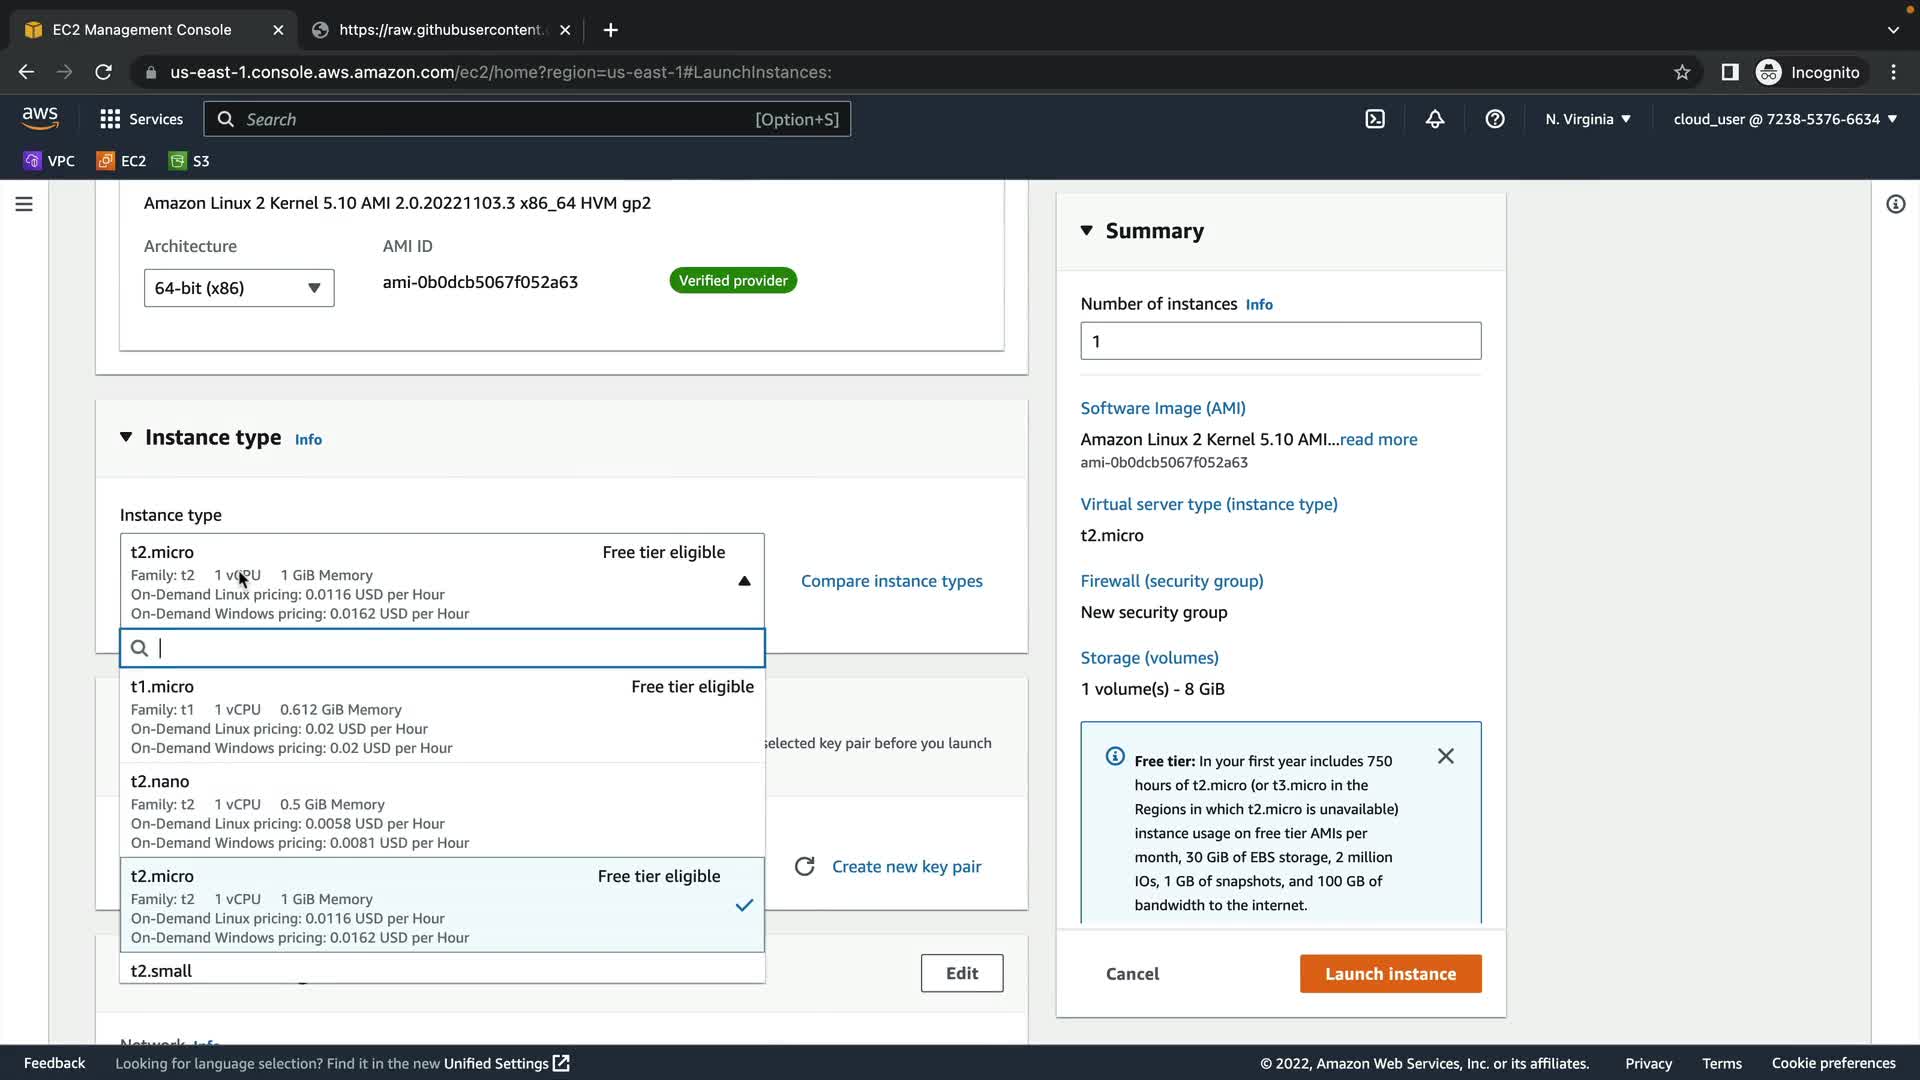 EC2 Management Console
https://raw.githubusercontent.
us-east-1.console.aws.amazon.com/ec2/home?region=us-east-1#LaunchInstances:
Incognito
aws
Services
Search
[Option+S]
N. Virginia
cloud_user @ 7238-5376-6634
VPC
EC2
S3
Amazon Linux 2 Kernel 5.10 AMI 2.0.20221103.3 x86_64 HVM gp2
Architecture
AMI ID
64-bit (x86)
ami-0b0dcb5067f052a63
Verified provider
Instance type Info
Instance type
t2.micro
Free tier eligible
Family: t2 1 vCPU 1 GiB Memory
On-Demand Linux pricing: 0.0116 USD per Hour
On-Demand Windows pricing: 0.0162 USD per Hour
Compare instance types
t1.micro
Free tier eligible
Family: t1 1 vCPU 0.612 GiB Memory
On-Demand Linux pricing: 0.02 USD per Hour
On-Demand Windows pricing: 0.02 USD per Hour
selected key pair before you launch
t2.nano
Family: t2 1 vCPU 0.5 GiB Memory
On-Demand Linux pricing: 0.0058 USD per Hour
On-Demand Windows pricing: 0.0081 USD per Hour
t2.micro
Free tier eligible
Family: t2 1 vCPU 1 GiB Memory
On-Demand Linux pricing: 0.0116 USD per Hour
On-Demand Windows pricing: 0.0162 USD per Hour
Create new key pair
t2.small
Edit
Network Info
Summary
Number of instances Info
1
Software Image (AMI)
Amazon Linux 2 Kernel 5.10 AMI...read more
ami-0b0dcb5067f052a63
Virtual server type (instance type)
t2.micro
Firewall (security group)
New security group
Storage (volumes)
1 volume(s) - 8 GiB
Free tier: In your first year includes 750
hours of t2.micro (or t3.micro in the
Regions in which t2.micro is unavailable)
instance usage on free tier AMIs per
month, 30 GiB of EBS storage, 2 million
IOs, 1 GB of snapshots, and 100 GB of
bandwidth to the internet.
Cancel
Launch instance
Feedback
Looking for language selection? Find it in the new Unified Settings
© 2022, Amazon Web Services, Inc. or its affiliates.
Privacy
Terms
Cookie preferences